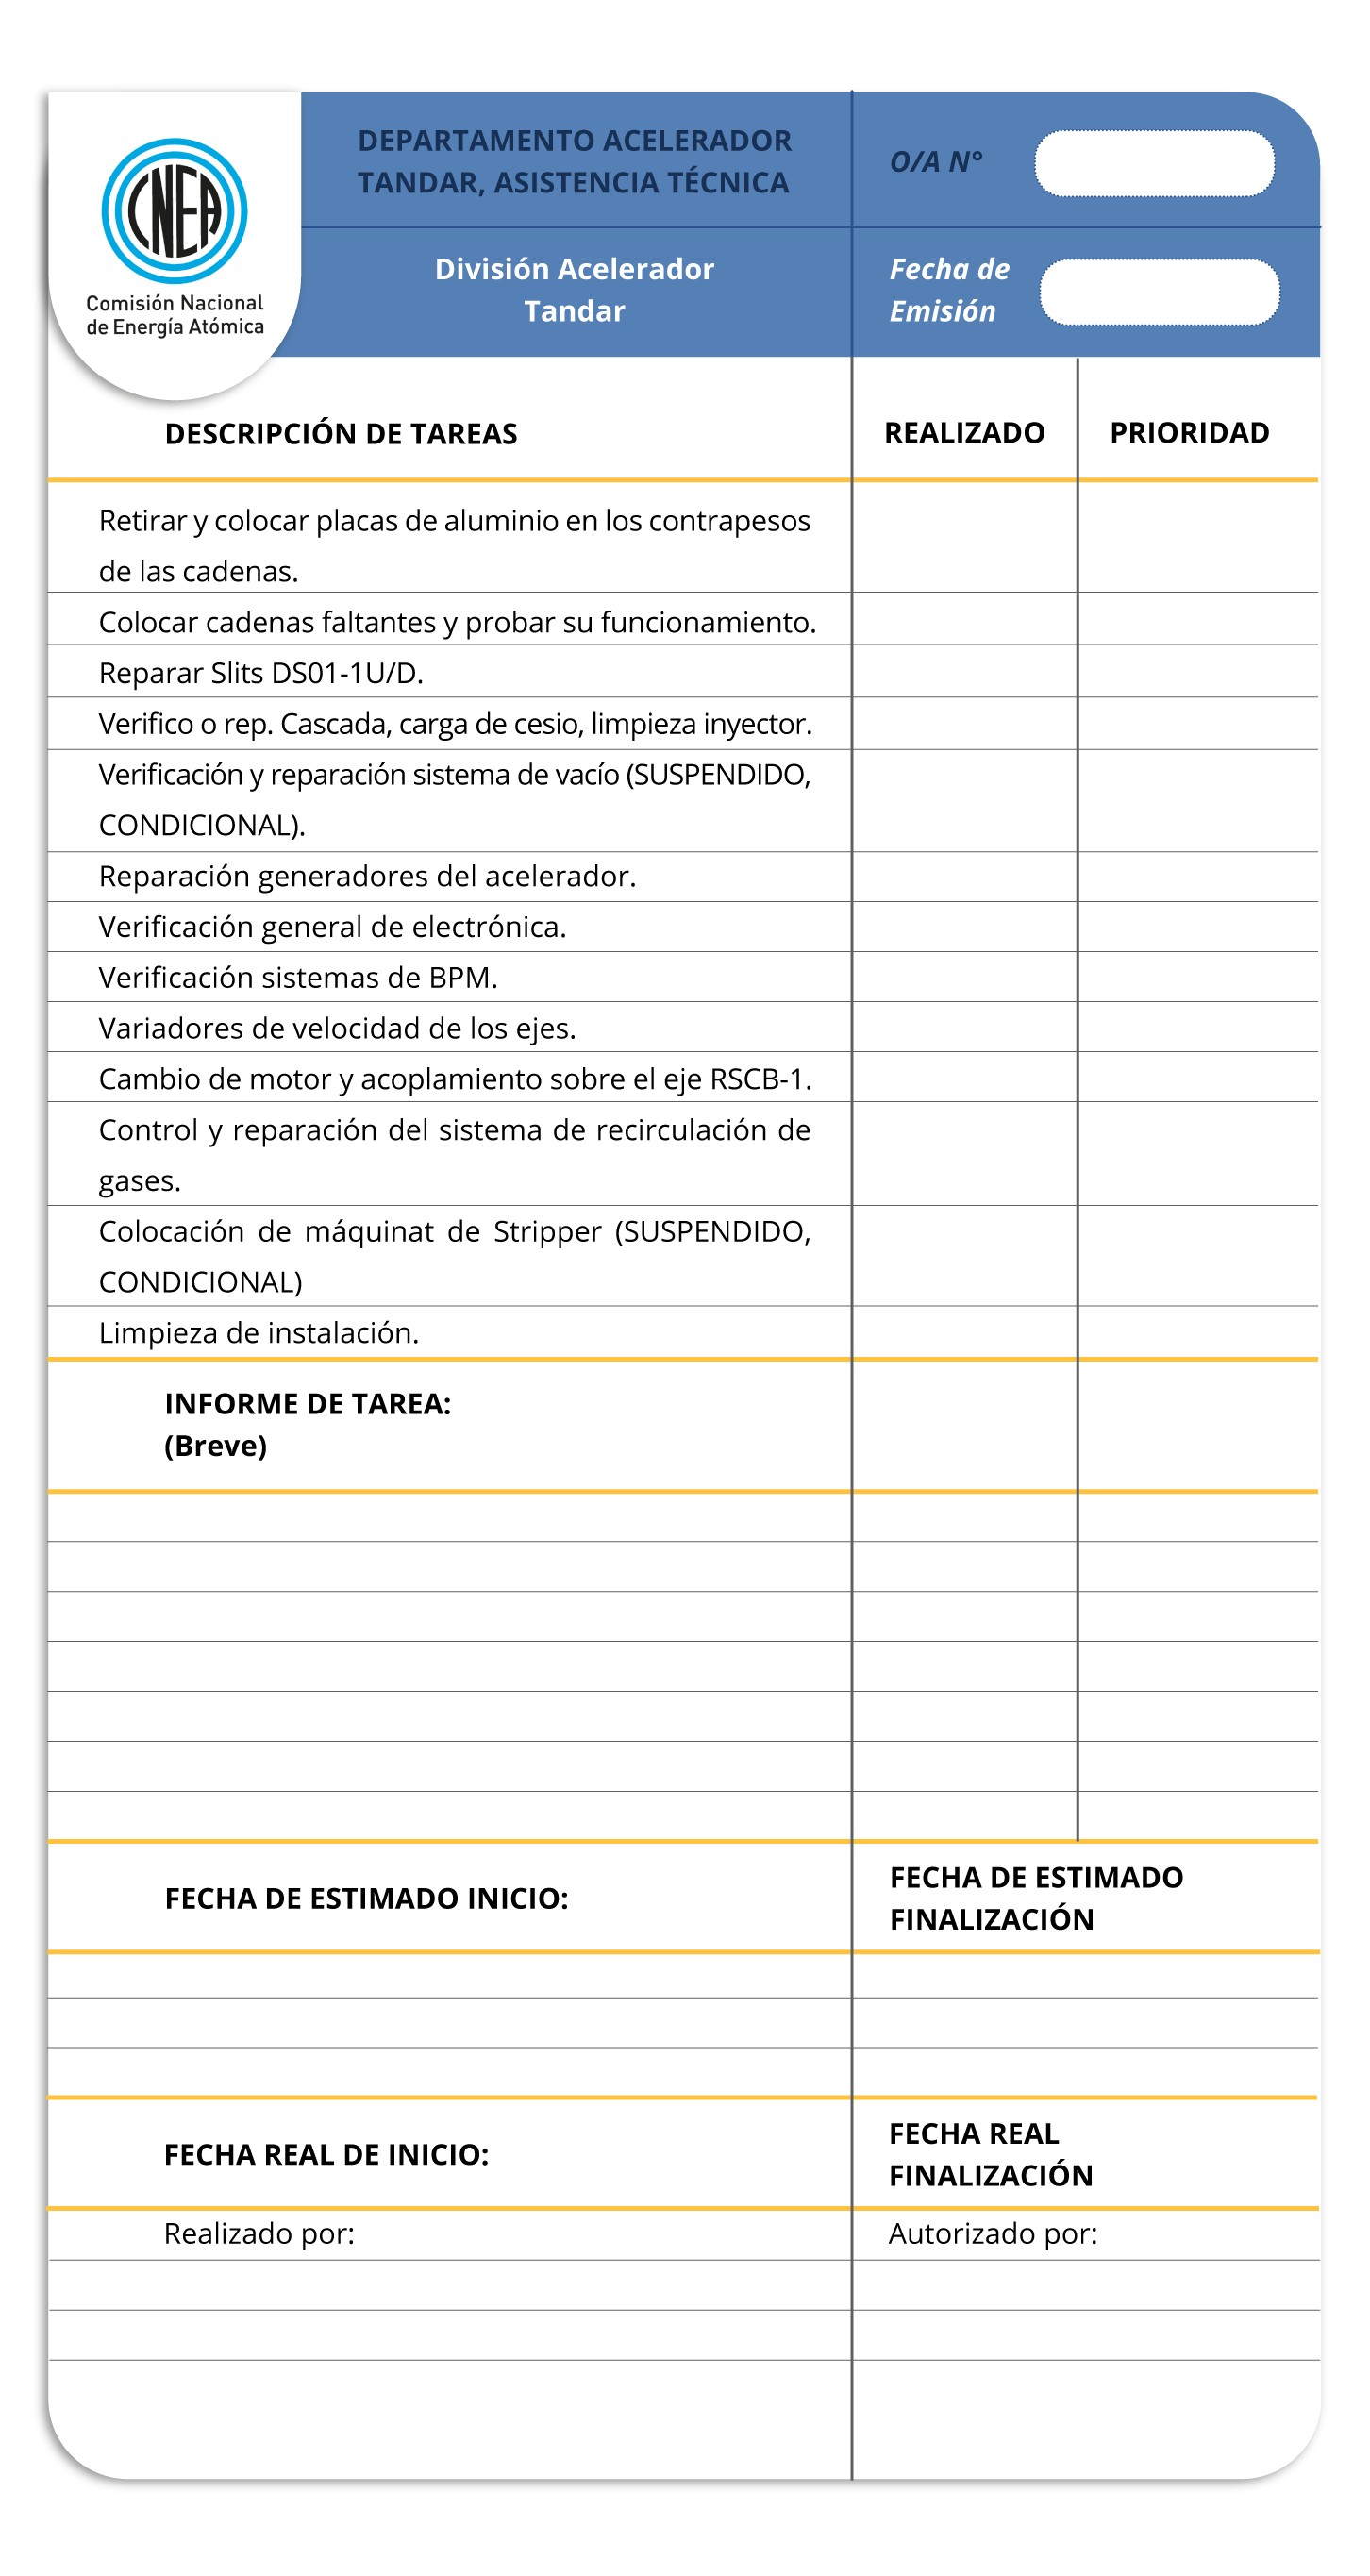 CNEA
Comisión Nacional
de Energía Atómica
DEPARTAMENTO ACELERADOR
TANDAR, ASISTENCIA TÉCNICA
O/A N°
División Acelerador
Tandar
Fecha de
Emisión
DESCRIPCIÓN DE TAREAS
REALIZADO
PRIORIDAD
Retirar y colocar placas de aluminio en los contrapesos
de las cadenas.
Colocar cadenas faltantes y probar su funcionamiento.
Reparar Slits DS01-1U/D.
Verifico o rep. Cascada, carga de cesio, limpieza inyector.
Verificación y reparación sistema de vacío (SUSPENDIDO,
CONDICIONAL).
Reparación generadores del acelerador.
Verificación general de electrónica.
Verificación sistemas de BPM.
Variadores de velocidad de los ejes.
Cambio de motor y acoplamiento sobre el eje RSCB-1.
Control y reparación del sistema de recirculación de
gases.
Colocación de máquinat de Stripper (SUSPENDIDO,
CONDICIONAL)
Limpieza de instalación.
INFORME DE TAREA:
(Breve)
FECHA DE ESTIMADO INICIO:
FECHA DE ESTIMADO
FINALIZACIÓN
FECHA REAL DE INICIO:
FECHA REAL
FINALIZACIÓN
Realizado por:
Autorizado por: